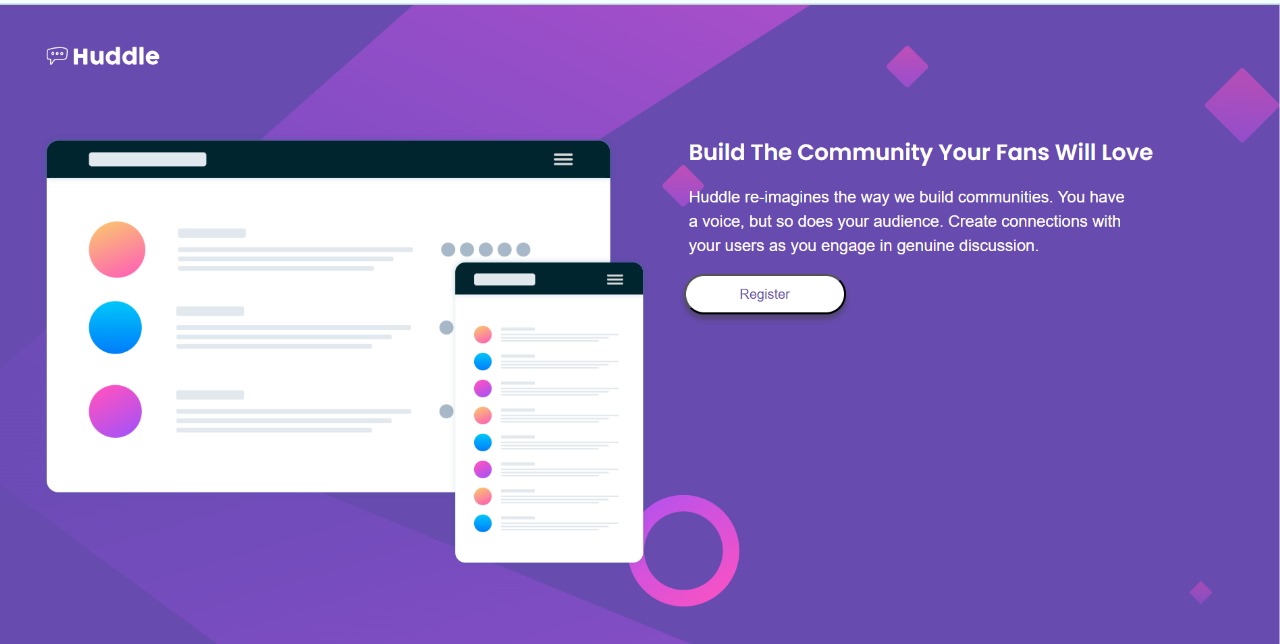 Huddle
Build The Community Your Fans Will Love
Huddle re-imagines the way we build communities. You have
a voice, but so does your audience. Create connections with
your users as you engage in genuine discussion.
Register